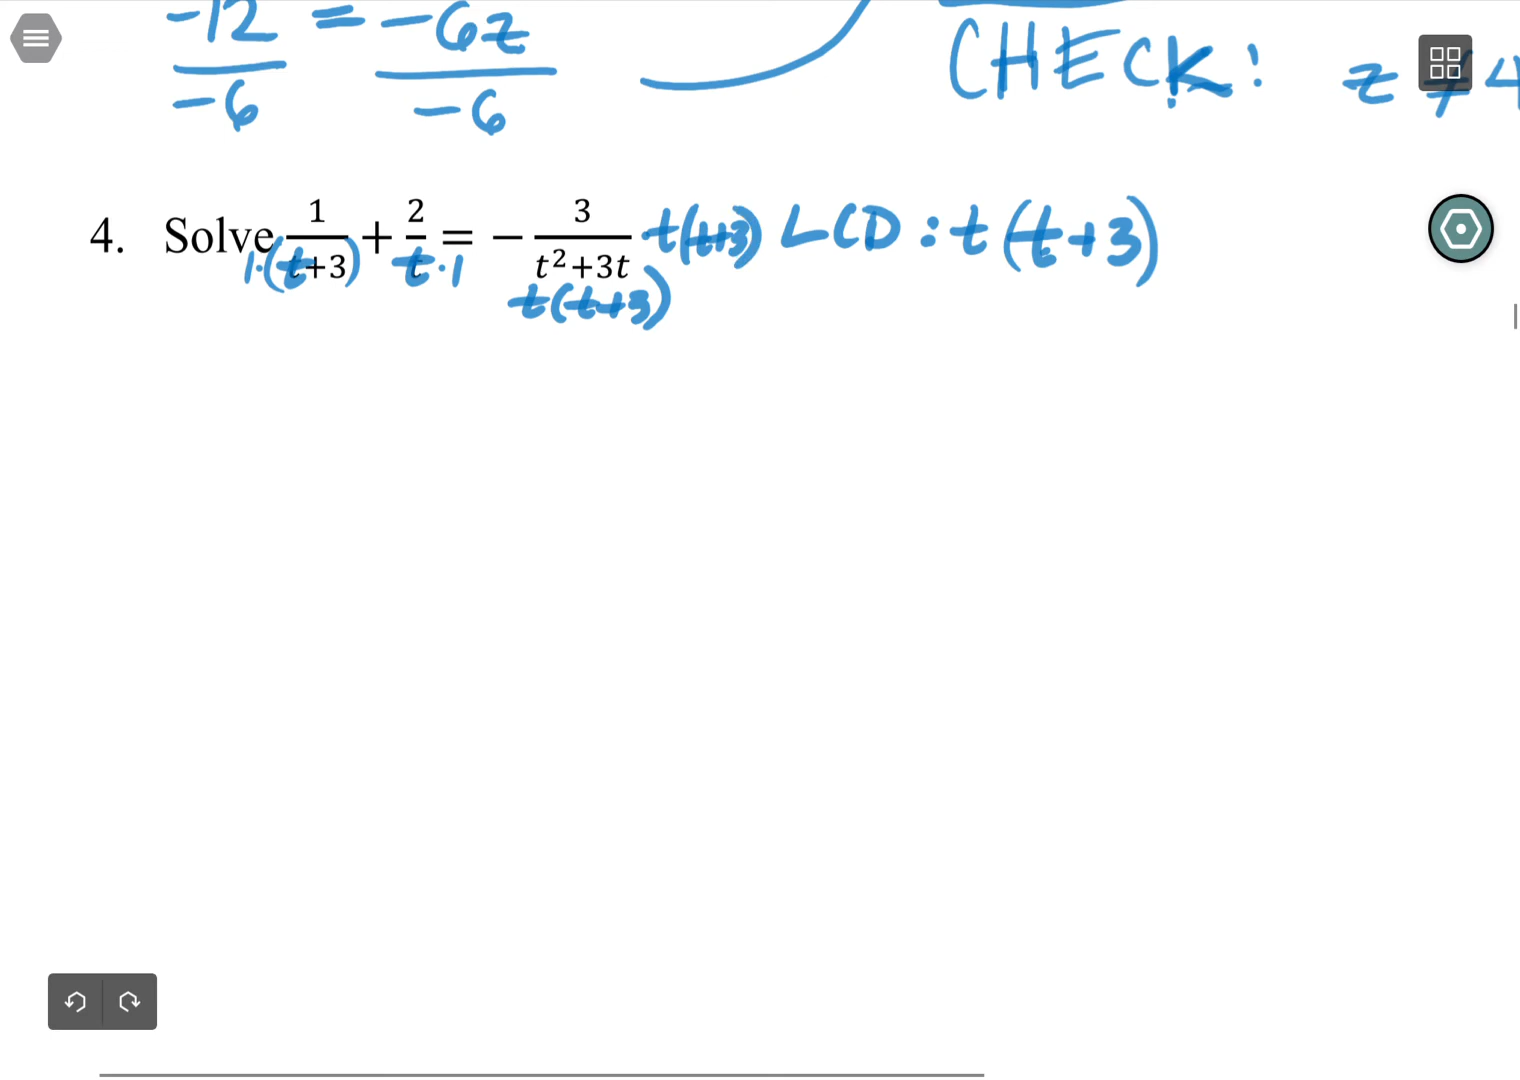 -12 = -6z
-6 -6
CHECK: z ≠ 4
4. Solve 1/(t+3) + 2/t = - 3/(t²+3t) · t(t+3) LCD: t(t+3)
1·( ) t·1
t(t+3)